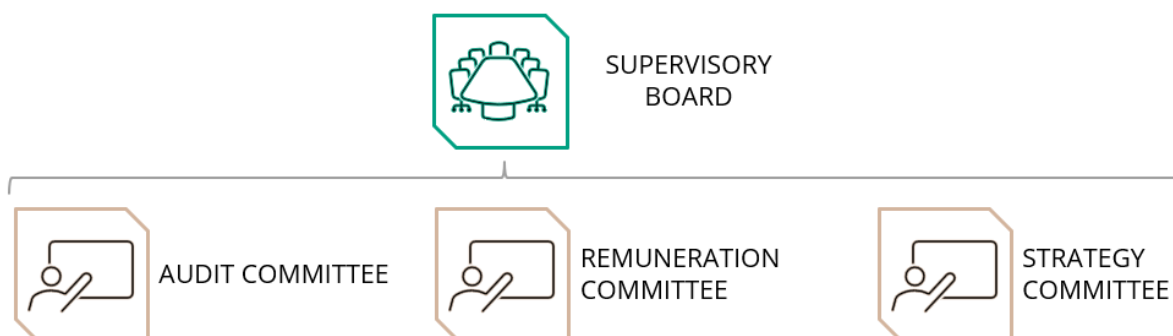 SUPERVISORY
BOARD
AUDIT COMMITTEE
REMUNERATION
COMMITTEE
STRATEGY
COMMITTEE